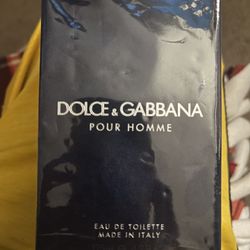 DOLCE & GABBANA
POUR HOMME
EAU DE TOILETTE
MADE IN ITALY